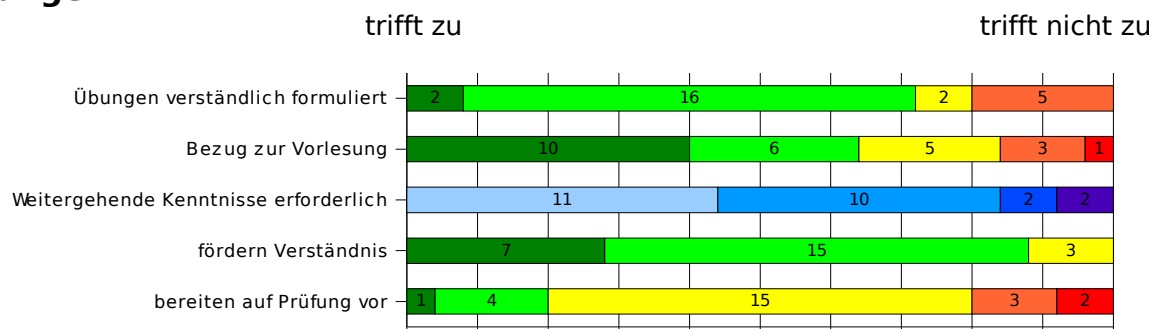 trifft zu trifft nicht zu
Übungen verständlich formuliert 2 16 2 5
Bezug zur Vorlesung 10 6 5 3 1
Weitergehende Kenntnisse erforderlich 11 10 2 2
fördern Verständnis 7 15 3
bereiten auf Prüfung vor 1 4 15 3 2